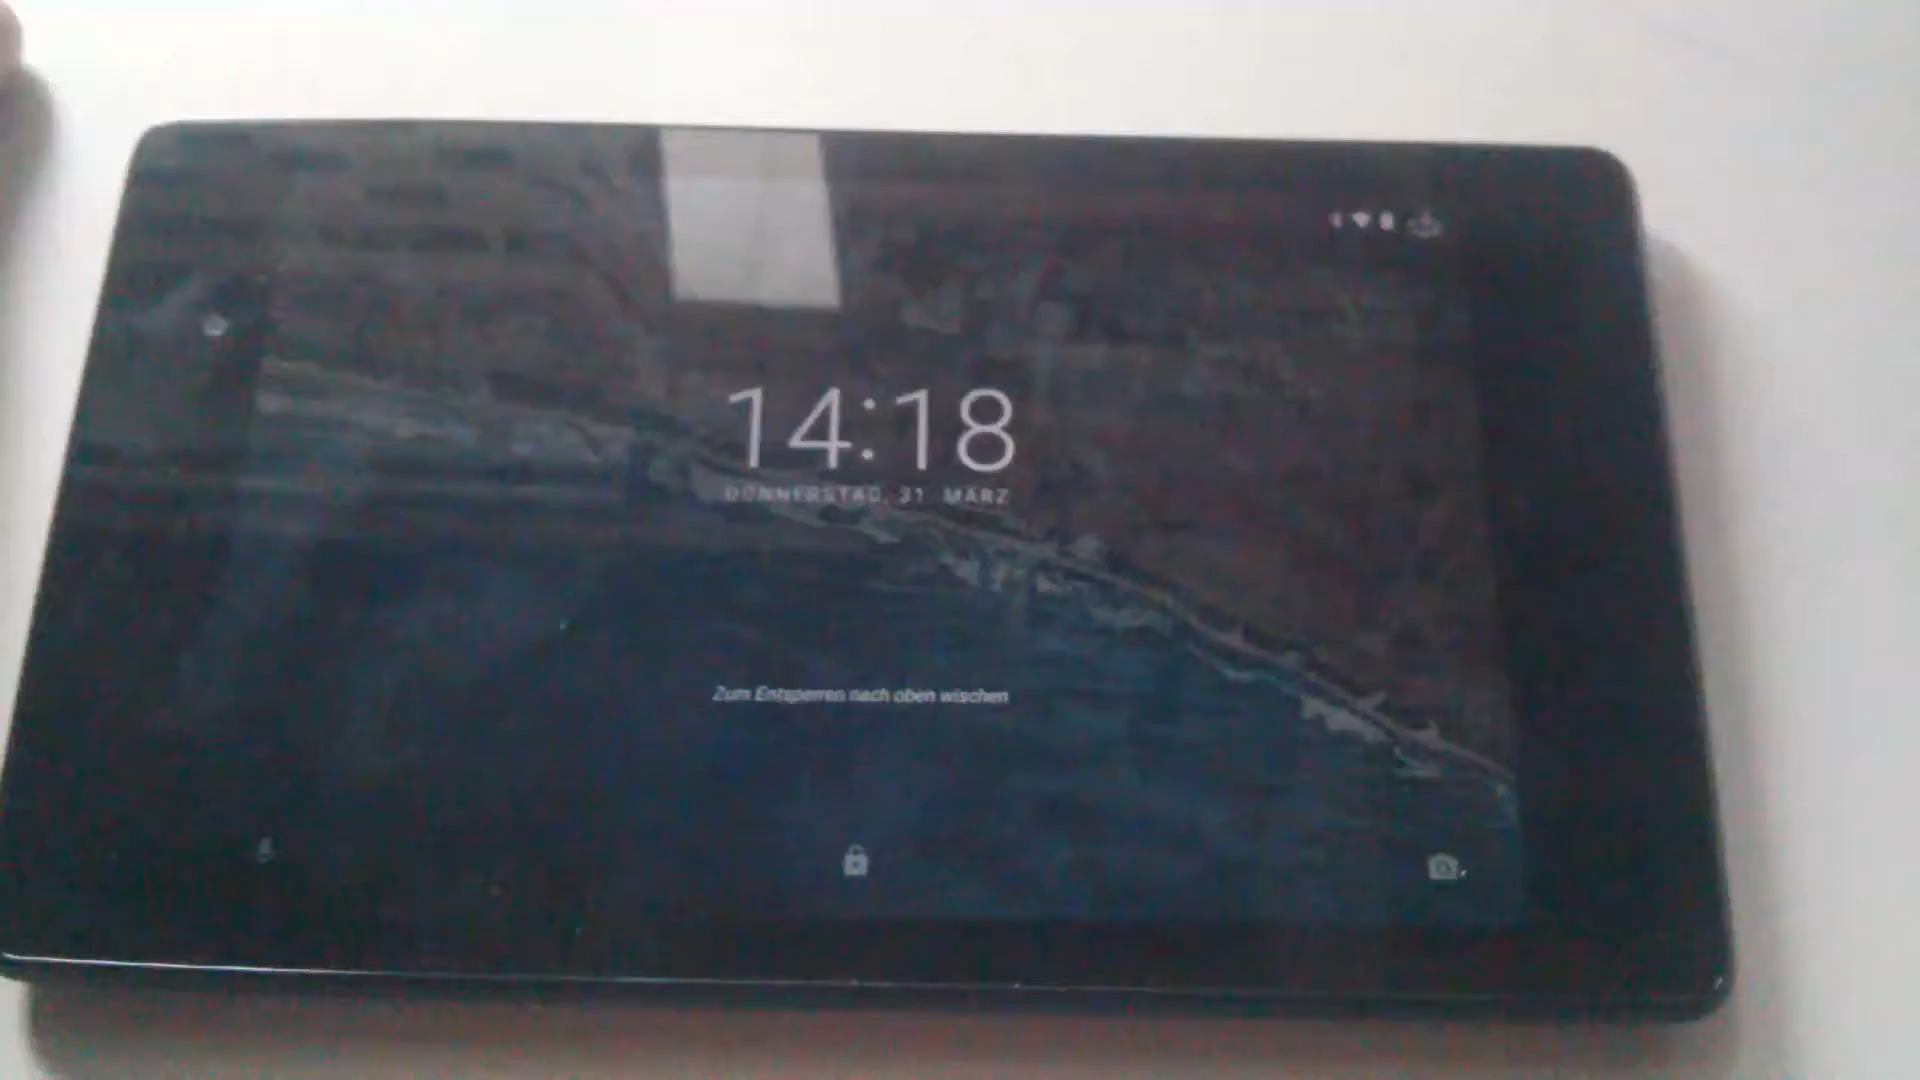 14:18
DONNERSTAG, 31. MÄRZ
Zum Entsperren nach oben wischen